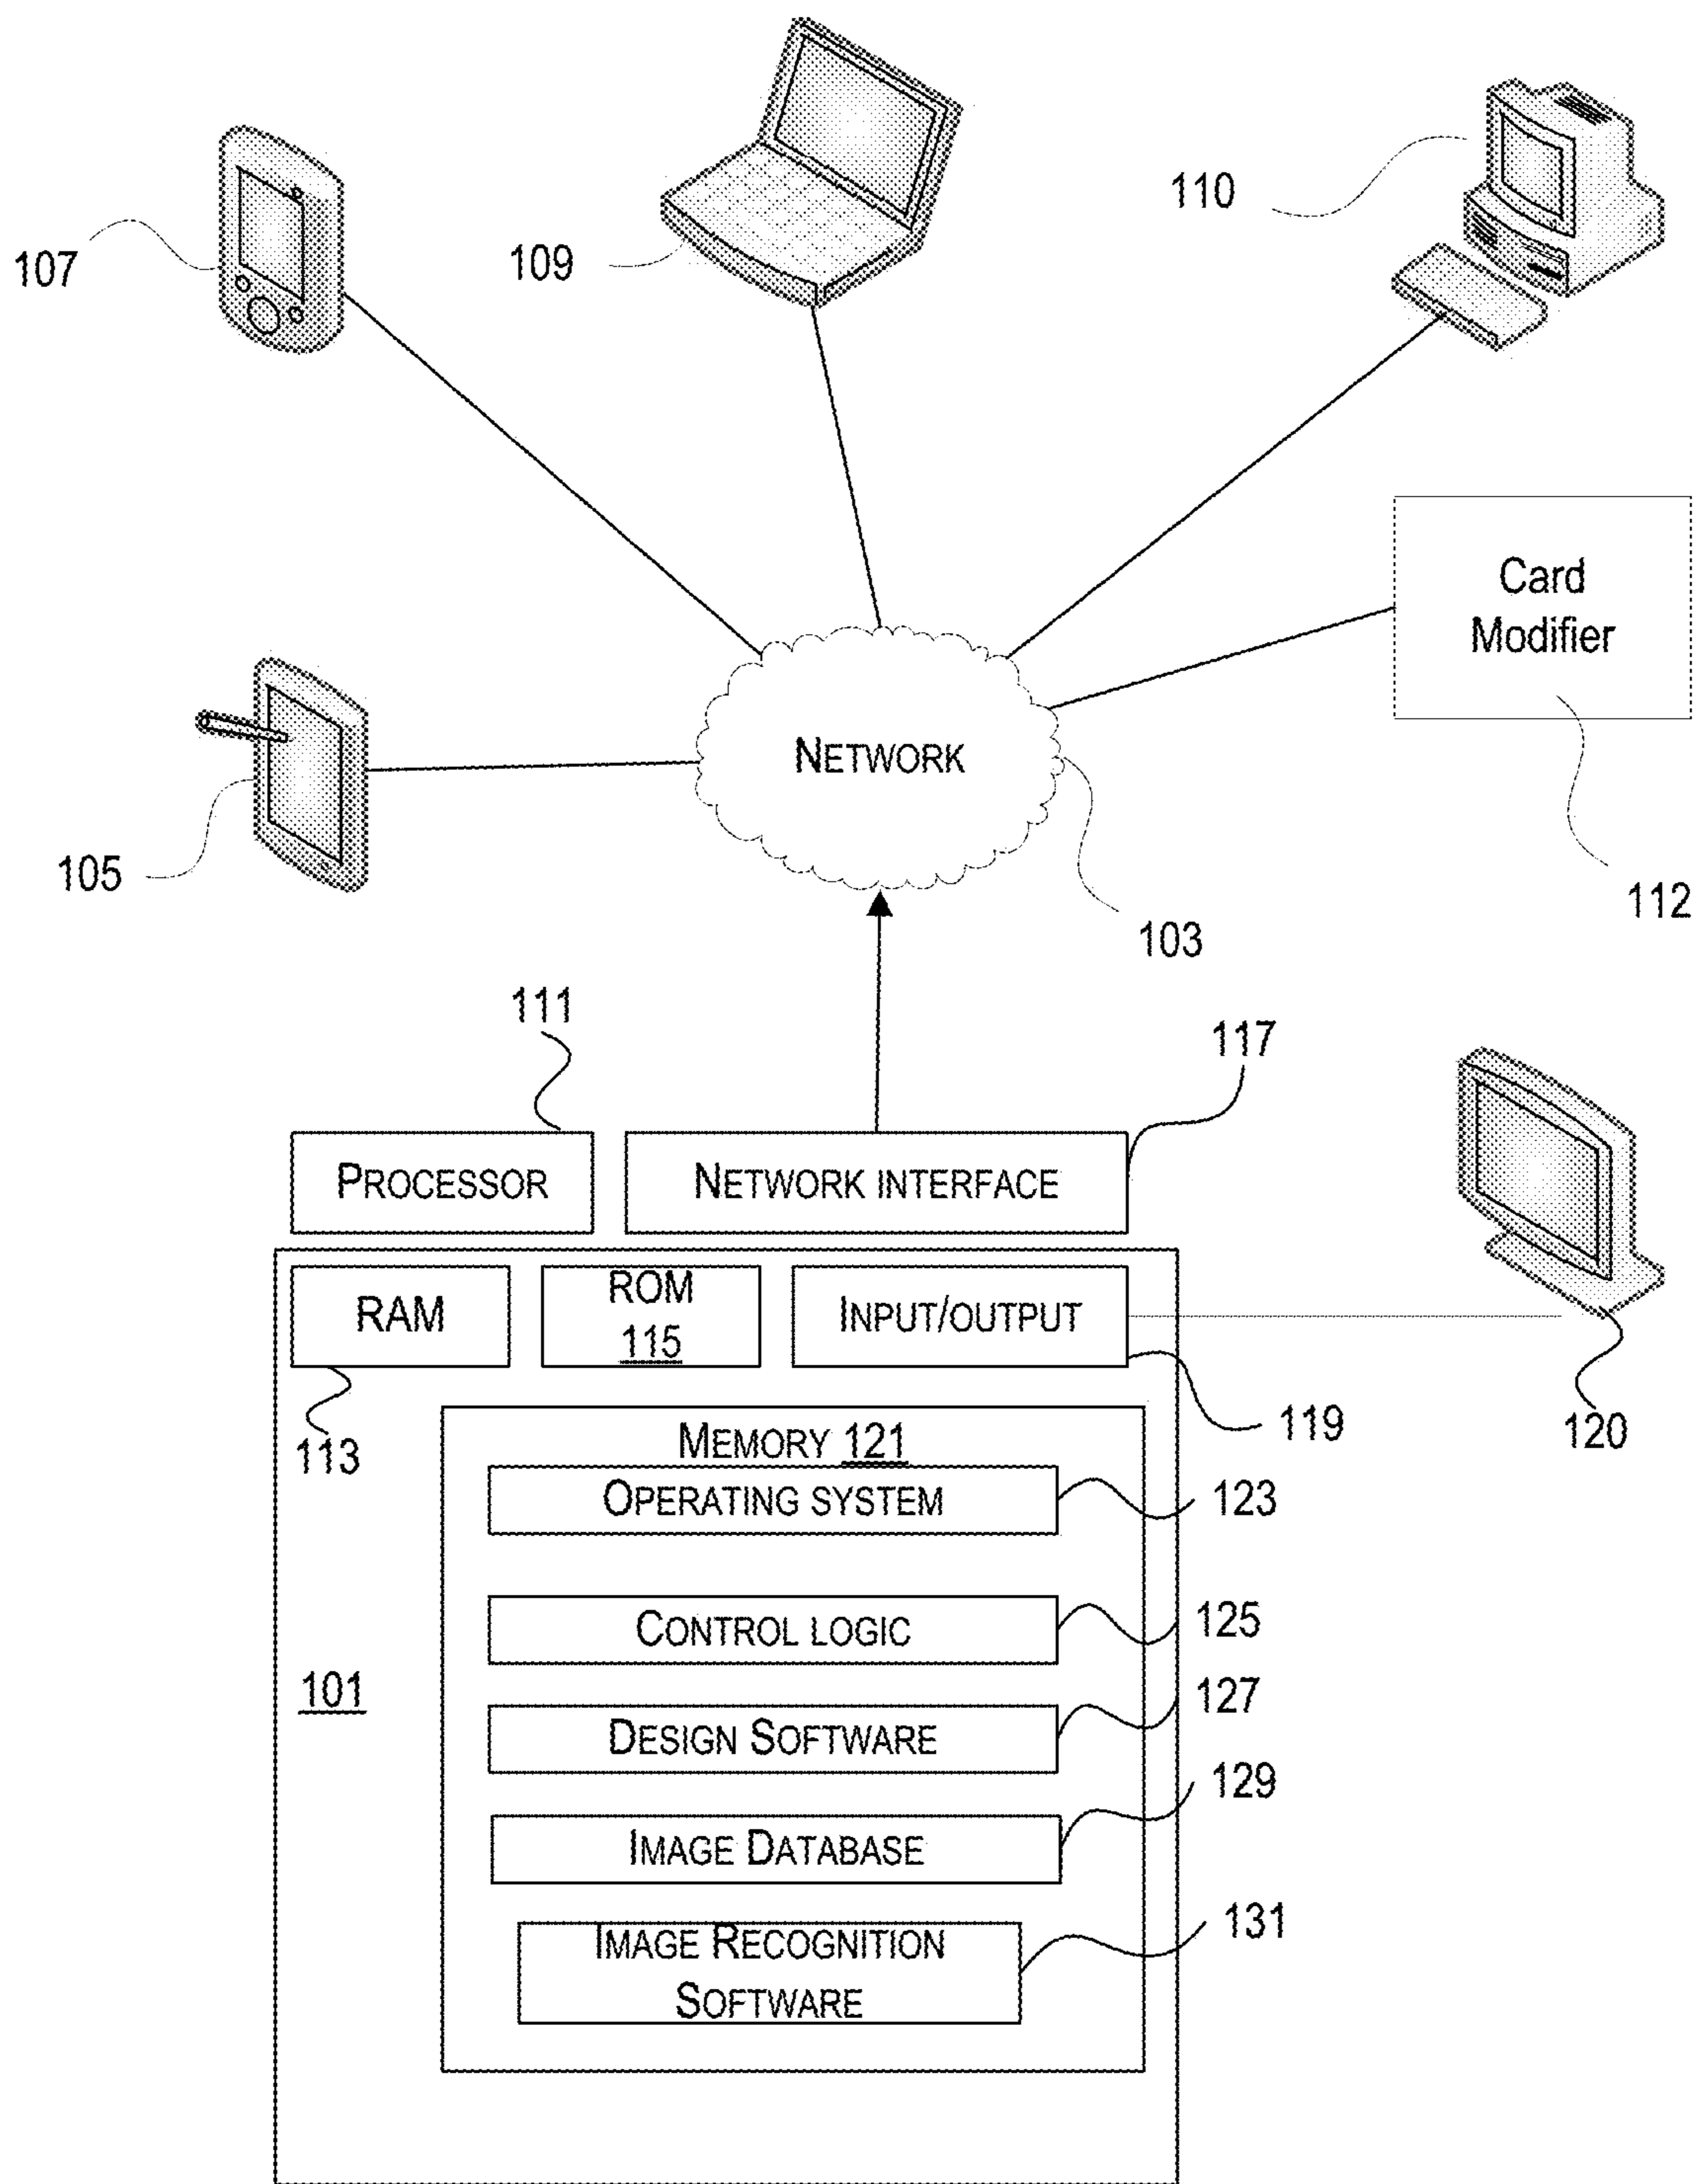 110
107
109
Card
Modifier
NETWORK
105
112
103
111
117
PROCESSOR
NETWORK INTERFACE
RAM
ROM
115
INPUT/OUTPUT
113
119
120
MEMORY 121
OPERATING SYSTEM
123
CONTROL LOGIC
125
101
DESIGN SOFTWARE
127
IMAGE DATABASE
129
IMAGE RECOGNITION
SOFTWARE
131